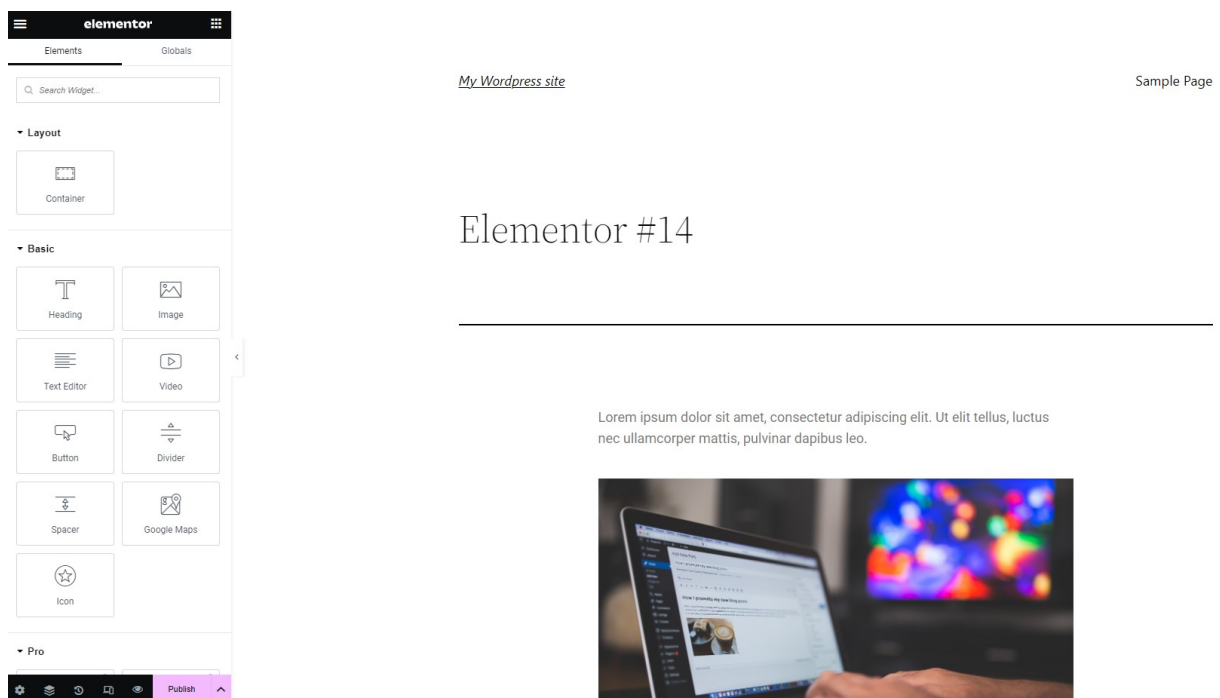 elementor
Elements
Globals
Search Widget...
Layout
Container
Basic
Heading
Image
Text Editor
Video
Button
Divider
Spacer
Google Maps
Icon
Pro
Publish
My Wordpress site
Sample Page
Elementor #14
Lorem ipsum dolor sit amet, consectetur adipiscing elit. Ut elit tellus, luctus
nec ullamcorper mattis, pulvinar dapibus leo.